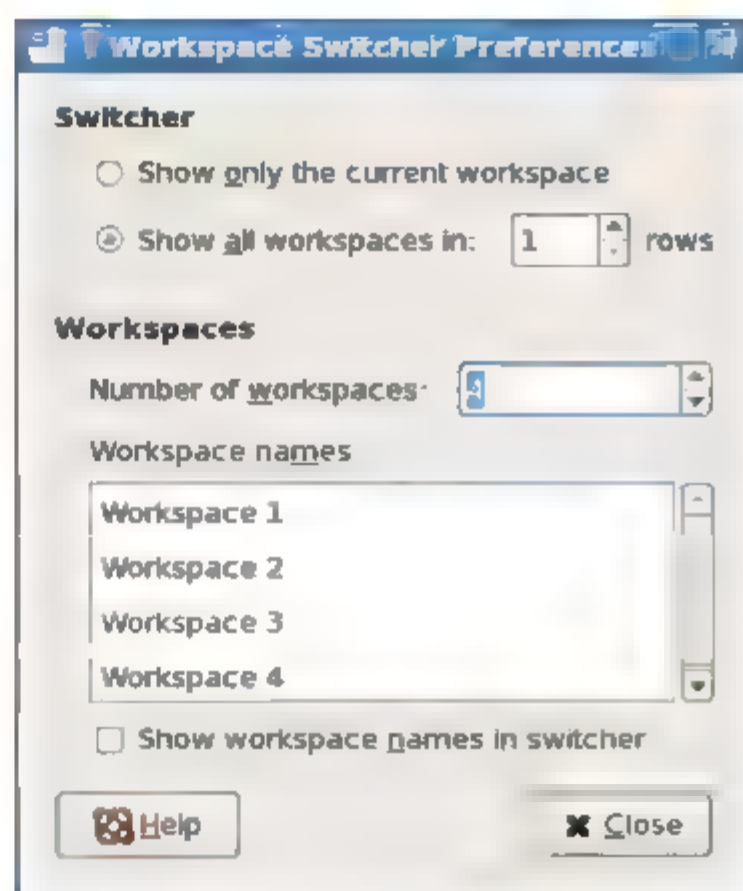 Workspace Switcher Preferences
Switcher
Show only the current workspace
Show all workspaces in: 1 rows
Workspaces
Number of workspaces:
Workspace names
Workspace 1
Workspace 2
Workspace 3
Workspace 4
Show workspace names in switcher
Help Close